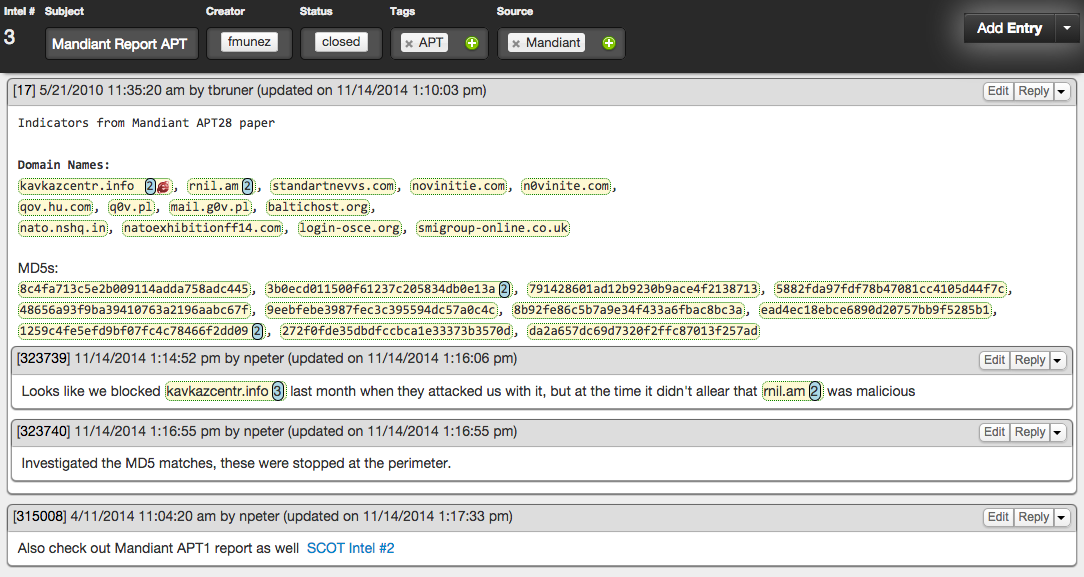 Intel # Subject Creator Status Tags Source
3 Mandiant Report APT fmunez closed × APT × Mandiant Add Entry
[17] 5/21/2010 11:35:20 am by tbruner (updated on 11/14/2014 1:10:03 pm) Edit Reply
Indicators from Mandiant APT28 paper
Domain Names:
kavkazcentr.info 2, rnil.am 2, standartnevvs.com, novinitie.com, n0vinite.com,
qov.hu.com, q0v.pl, mail.g0v.pl, baltichost.org,
nato.nshq.in, natoexhibitionff14.com, login-osce.org, smigroup-online.co.uk
MD5s:
8c4fa713c5e2b009114adda758adc445, 3b0ecd011500f61237c205834db0e13a 2, 791428601ad12b9230b9ace4f2138713, 5882fda97fdf78b47081cc4105d44f7c,
48656a93f9ba39410763a2196aabc67f, 9eebfebe3987fec3c395594dc57a0c4c, 8b92fe86c5b7a9e34f433a6fbac8bc3a, ead4ec18ebce6890d20757bb9f5285b1,
1259c4fe5efd9bf07fc4c78466f2dd09 2, 272f0fde35dbdfccbca1e33373b3570d, da2a657dc69d7320f2ffc87013f257ad
[323739] 11/14/2014 1:14:52 pm by npeter (updated on 11/14/2014 1:16:06 pm) Edit Reply
Looks like we blocked kavkazcentr.info 3 last month when they attacked us with it, but at the time it didn't allear that rnil.am 2 was malicious
[323740] 11/14/2014 1:16:55 pm by npeter (updated on 11/14/2014 1:16:55 pm) Edit Reply
Investigated the MD5 matches, these were stopped at the perimeter.
[315008] 4/11/2014 11:04:20 am by npeter (updated on 11/14/2014 1:17:33 pm) Edit Reply
Also check out Mandiant APT1 report as well SCOT Intel #2